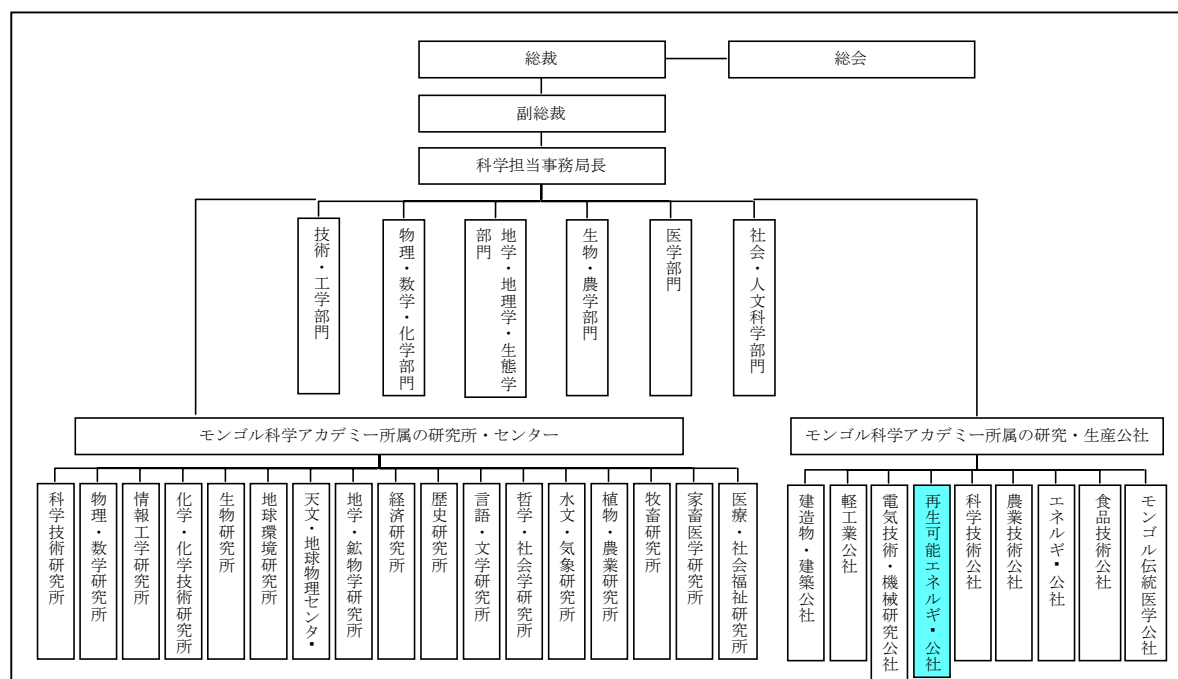 総裁
総会
副総裁
科学担当事務局長
技術・工学部門
物理・数学・化学部門
地学・地理学・生態学
部門
生物・農学部門
医学部門
社会・人文科学部門
モンゴル科学アカデミー所属の研究所・センター
モンゴル科学アカデミー所属の研究・生産公社
科学技術研究所
物理・数学研究所
情報工学研究所
化学・化学技術研究所
生物研究所
地球環境研究所
天文・地球物理センタ・
地学・鉱物学研究所
経済研究所
歴史研究所
言語・文学研究所
哲学・社会学研究所
水文・気象研究所
植物・農業研究所
牧畜研究所
家畜医学研究所
医療・社会福祉研究所
建造物・建築公社
軽工業公社
電気技術・機械研究公社
再生可能エネルギ・公社
科学技術公社
農業技術公社
エネルギ・公社
食品技術公社
モンゴル伝統医学公社